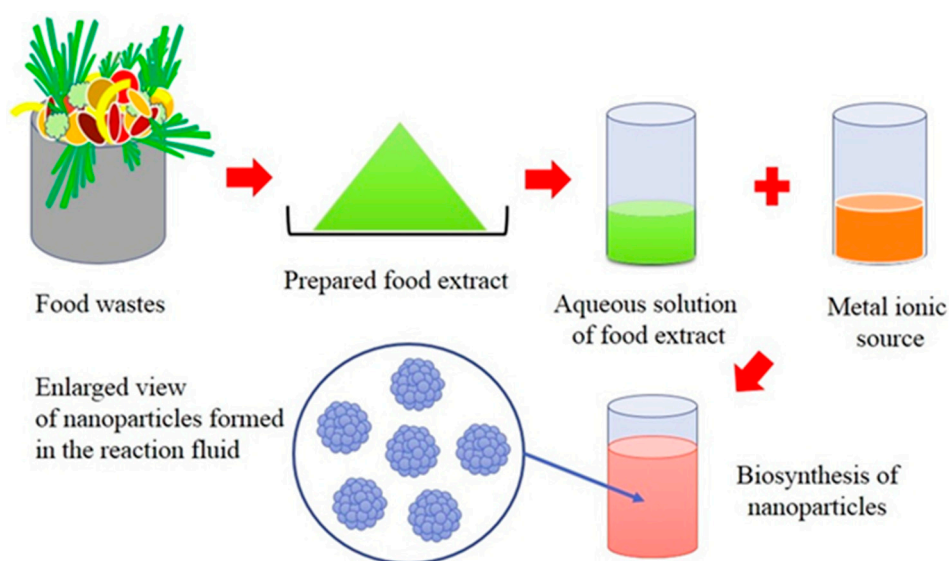 Food wastes
Prepared food extract
Aqueous solution
of food extract
Metal ionic
source
Enlarged view
of nanoparticles formed
in the reaction fluid
Biosynthesis of
nanoparticles